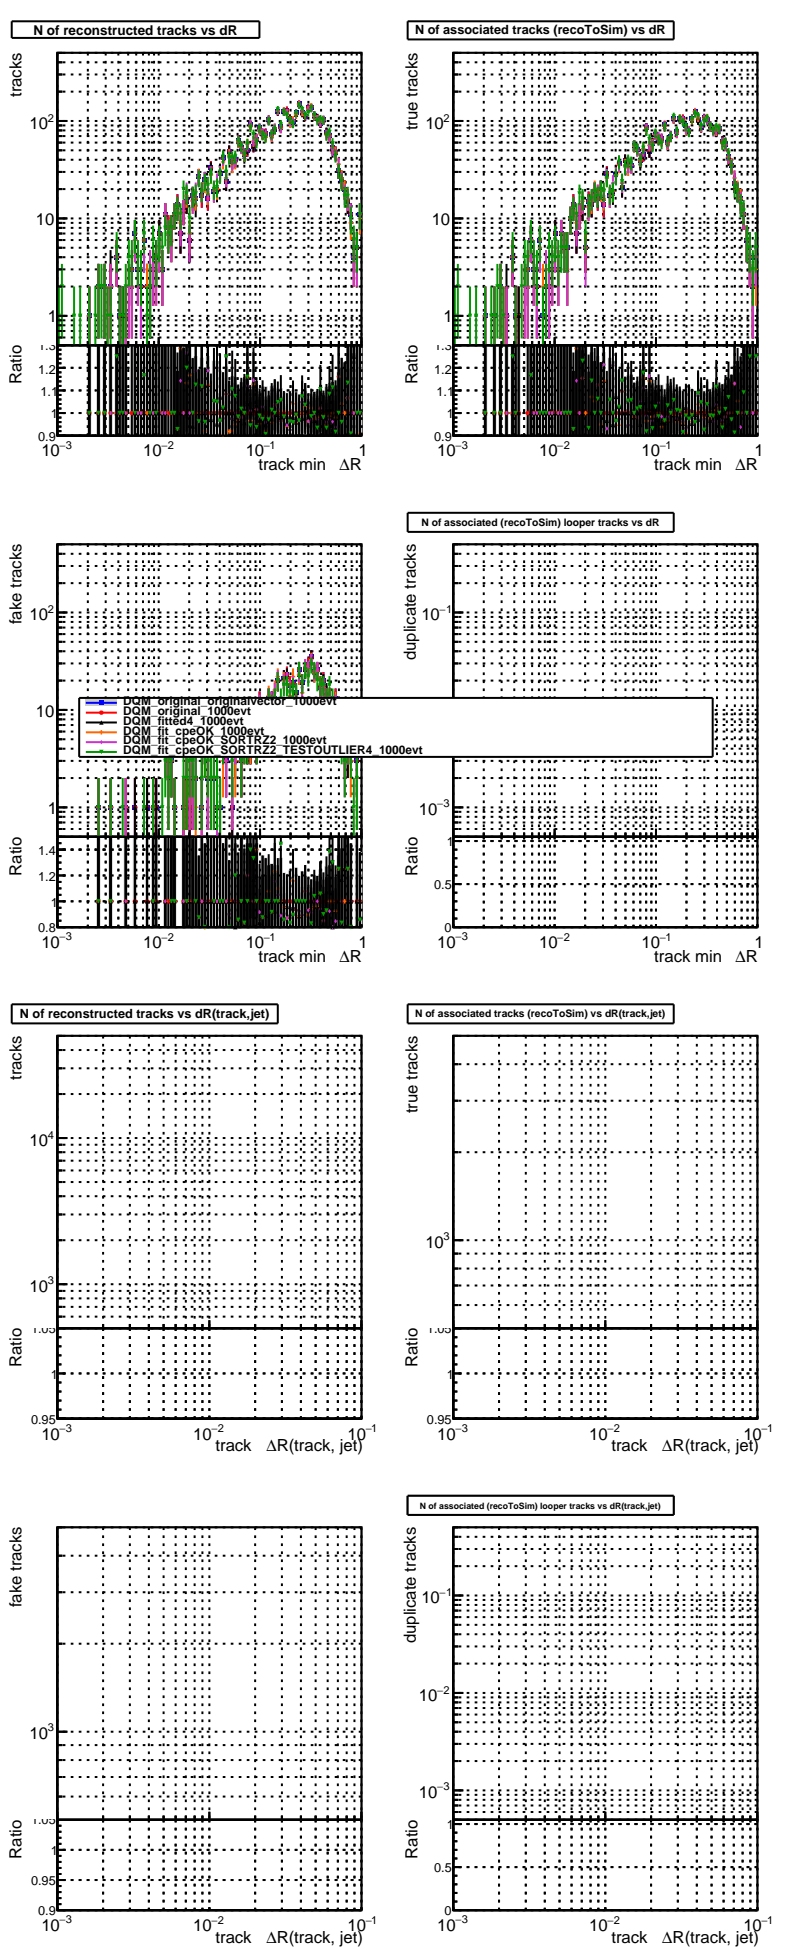 N of reconstructed tracks vs dR
N of associated tracks (recoToSim) vs dR
tracks
true tracks
10²
10²
10
10
1
1
Ratio
Ratio
1.3
1.3
1.2
1.2
1.1
1.1
1
1
0.9
0.9
10⁻³ 10⁻² 10⁻¹ 1
10⁻³ 10⁻² 10⁻¹ 1
track min ΔR
track min ΔR
N of associated (recoToSim) looper tracks vs dR
fake tracks
duplicate tracks
10²
10⁻¹
10
DQM_original_originalvector_1000evt
DQM_original_1000evt
DQM_fitted4_1000evt
DQM_fit_cpeOK_1000evt
DQM_fit_cpeOK_SORTRZ2_1000evt
DQM_fit_cpeOK_SORTRZ2_TESTOUTLIER4_1000evt
1
10⁻³
Ratio
Ratio
1.4
1
1.2
0.5
1
0.8
0
10⁻³ 10⁻² 10⁻¹ 1
10⁻³ 10⁻² 10⁻¹ 1
track min ΔR
track min ΔR
N of reconstructed tracks vs dR(track,jet)
N of associated tracks (recoToSim) vs dR(track,jet)
tracks
true tracks
10⁴
10³
10³
Ratio
Ratio
1.05
1.05
1
1
0.95
0.95
10⁻³ 10⁻² 10⁻¹
10⁻³ 10⁻² 10⁻¹
track ΔR(track, jet)
track ΔR(track, jet)
N of associated (recoToSim) looper tracks vs dR(track,jet)
fake tracks
duplicate tracks
10⁻¹
10⁻²
10³
10⁻³
Ratio
Ratio
1.05
1
1
0.5
0.95
0.9
0
10⁻³ 10⁻² 10⁻¹
10⁻³ 10⁻² 10⁻¹
track ΔR(track, jet)
track ΔR(track, jet)